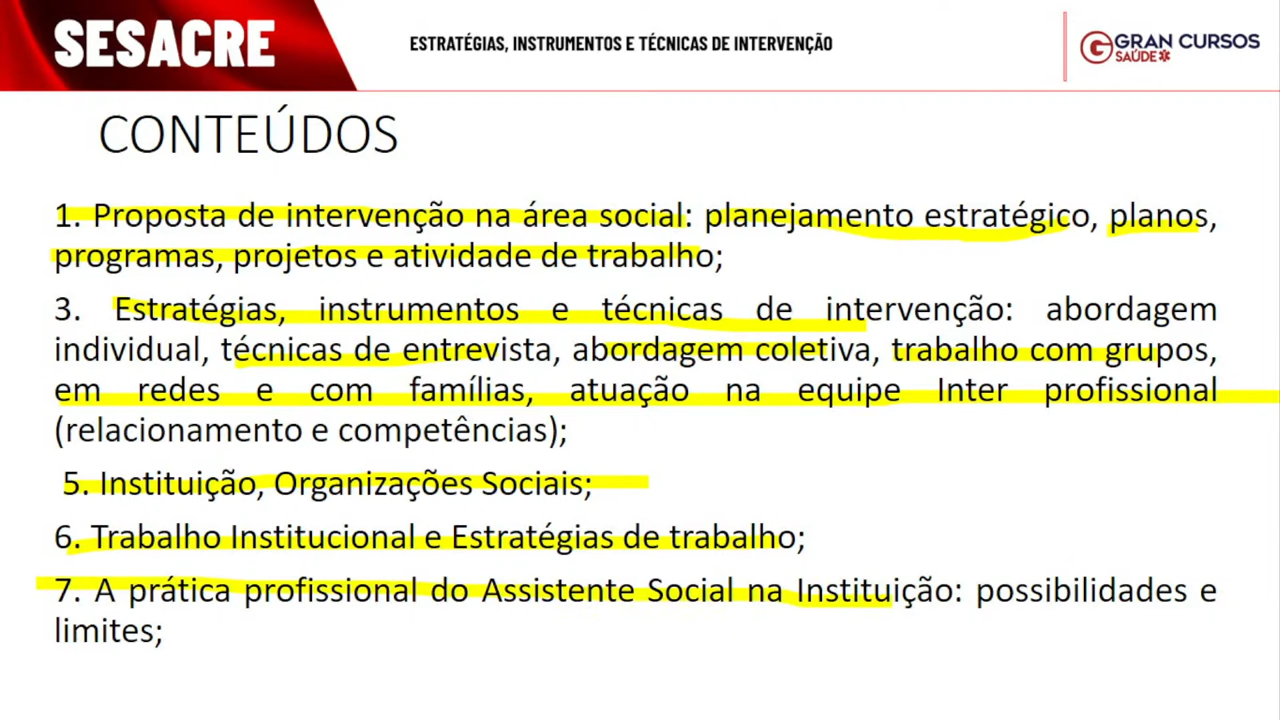 SESACRE
ESTRATÉGIAS, INSTRUMENTOS E TÉCNICAS DE INTERVENÇÃO
GRAN CURSOS
SAÚDE
CONTEÚDOS
1. Proposta de intervenção na área social: planejamento estratégico, planos,
programas, projetos e atividade de trabalho;
3. Estratégias, instrumentos e técnicas de intervenção: abordagem
individual, técnicas de entrevista, abordagem coletiva, trabalho com grupos,
em redes e com famílias, atuação na equipe Inter profissional
(relacionamento e competências);
5. Instituição, Organizações Sociais;
6. Trabalho Institucional e Estratégias de trabalho;
7. A prática profissional do Assistente Social na Instituição: possibilidades e
limites;